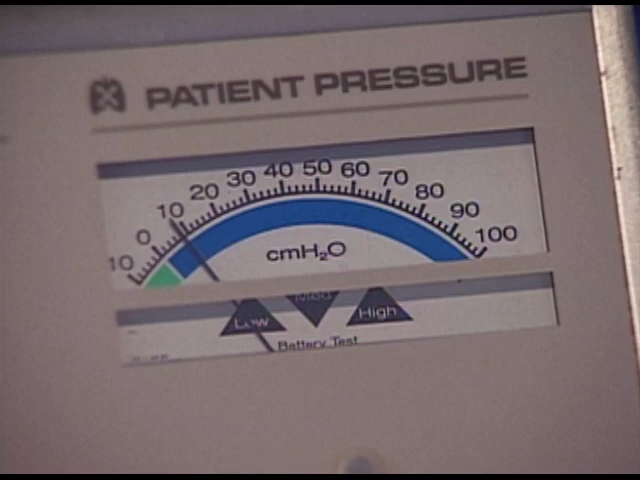 PATIENT PRESSURE
10 0 10 20 30 40 50 60 70 80 90 100
cmH₂O
Low Med High
Battery Test